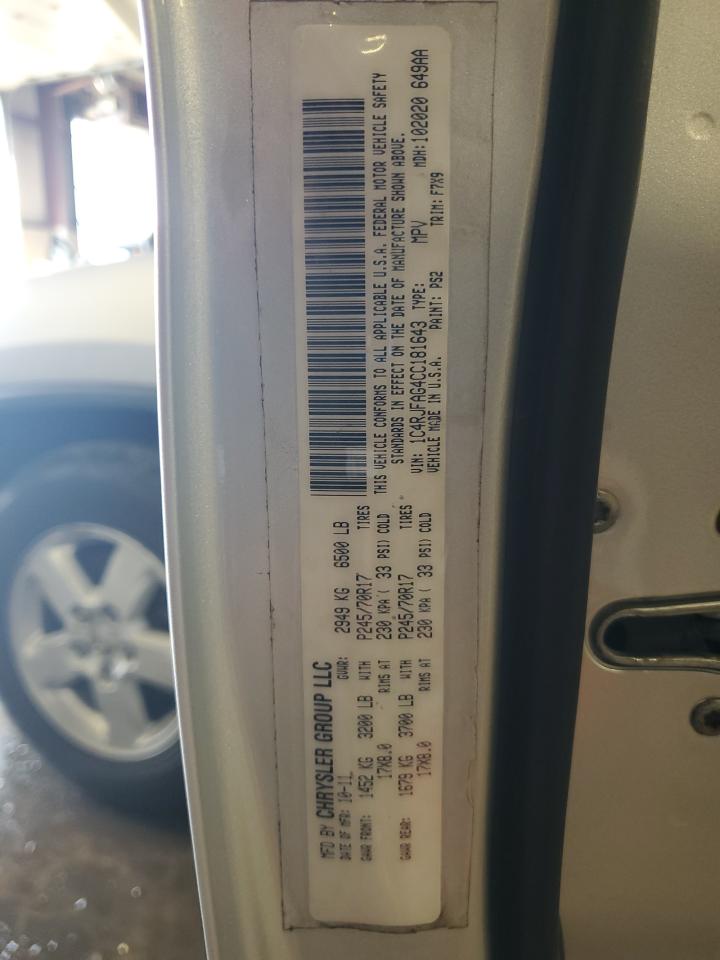 MFD BY CHRYSLER GROUP LLC
DATE OF MFR: 10-11 GVWR: 2949 KG 6500 LB
GAWR FRONT: 1452 KG 3200 LB WITH P245/70R17 TIRES
17X8.0 RIMS AT 230 KPA ( 33 PSI) COLD
GAWR REAR: 1679 KG 3700 LB WITH P245/70R17 TIRES
17X8.0 RIMS AT 230 KPA ( 33 PSI) COLD
THIS VEHICLE CONFORMS TO ALL APPLICABLE U.S.A. FEDERAL MOTOR VEHICLE SAFETY
STANDARDS IN EFFECT ON THE DATE OF MANUFACTURE SHOWN ABOVE.
VIN: 1C4RJFAG4CC181643 TYPE: MPV MDH: 102020 649AA
VEHICLE MADE IN U.S.A. PAINT: PS2 TRIM: F7X9